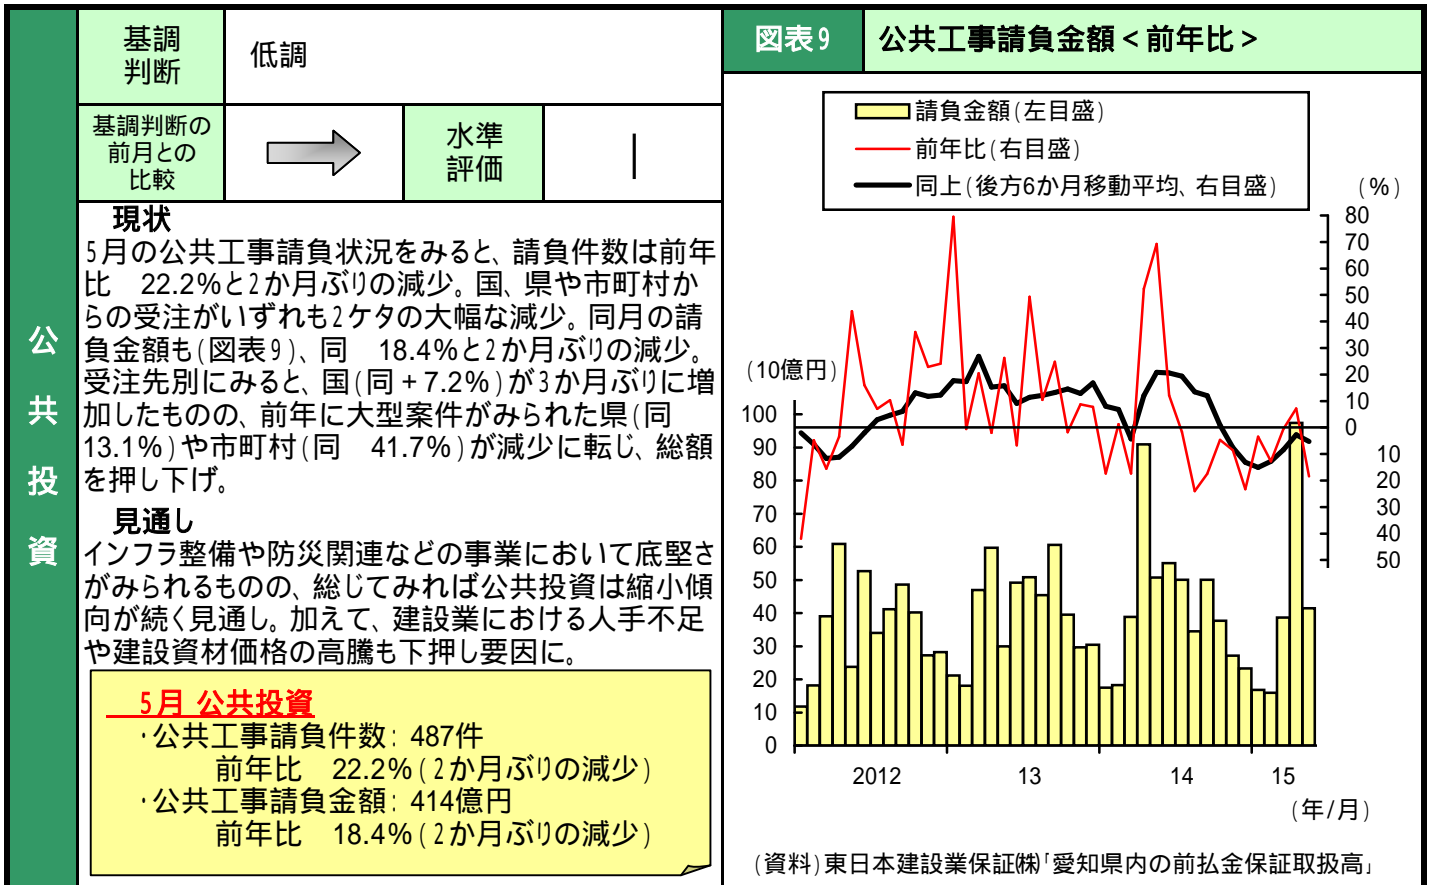 公共投資
基調
判断
低調
基調判断の
前月との
比較
水準
評価
|
現状
5月の公共工事請負状況をみると、請負件数は前年
比　22.2%と2か月ぶりの減少。国、県や市町村か
らの受注がいずれも2ケタの大幅な減少。同月の請
負金額も(図表9)、同　18.4%と2か月ぶりの減少。
受注先別にみると、国(同+7.2%)が3か月ぶりに増
加したものの、前年に大型案件がみられた県(同
13.1%)や市町村(同　41.7%)が減少に転じ、総額
を押し下げ。
見通し
インフラ整備や防災関連などの事業において底堅さ
がみられるものの、総じてみれば公共投資は縮小傾
向が続く見通し。加えて、建設業における人手不足
や建設資材価格の高騰も下押し要因に。
5月 公共投資
・公共工事請負件数: 487件
前年比　22.2%(2か月ぶりの減少)
・公共工事請負金額: 414億円
前年比　18.4%(2か月ぶりの減少)
図表9
公共工事請負金額<前年比>
請負金額(左目盛)
前年比(右目盛)
同上(後方6か月移動平均、右目盛)
(%)
80
70
60
50
40
30
20
10
0
10
20
30
40
50
(10億円)
100
90
80
70
60
50
40
30
20
10
0
2012
13
14
15
(年/月)
(資料)東日本建設業保証㈱「愛知県内の前払金保証取扱高」